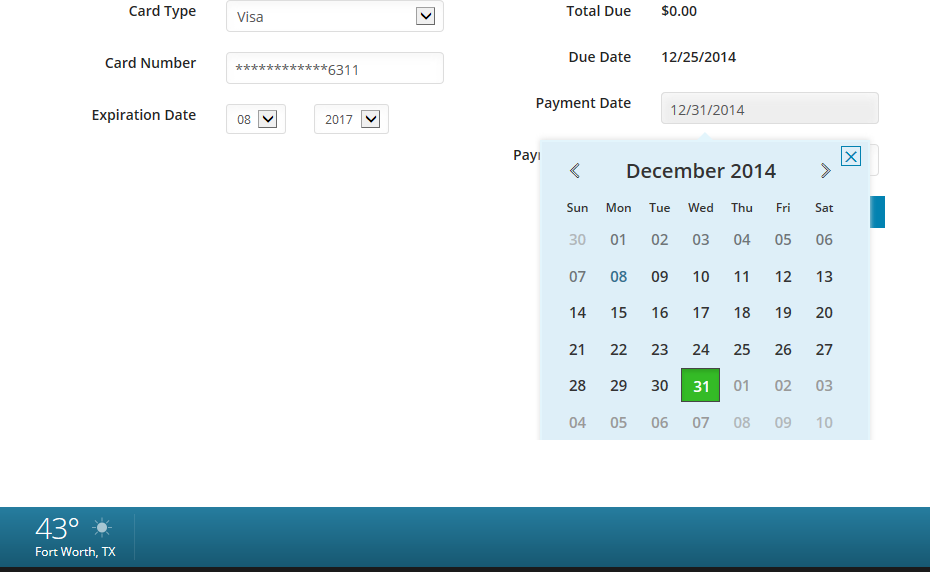 Card Type Visa
Card Number ************6311
Expiration Date 08 2017
Total Due $0.00
Due Date 12/25/2014
Payment Date 12/31/2014
December 2014
Sun Mon Tue Wed Thu Fri Sat
30 01 02 03 04 05 06
07 08 09 10 11 12 13
14 15 16 17 18 19 20
21 22 23 24 25 26 27
28 29 30 31 01 02 03
04 05 06 07 08 09 10
43°
Fort Worth, TX